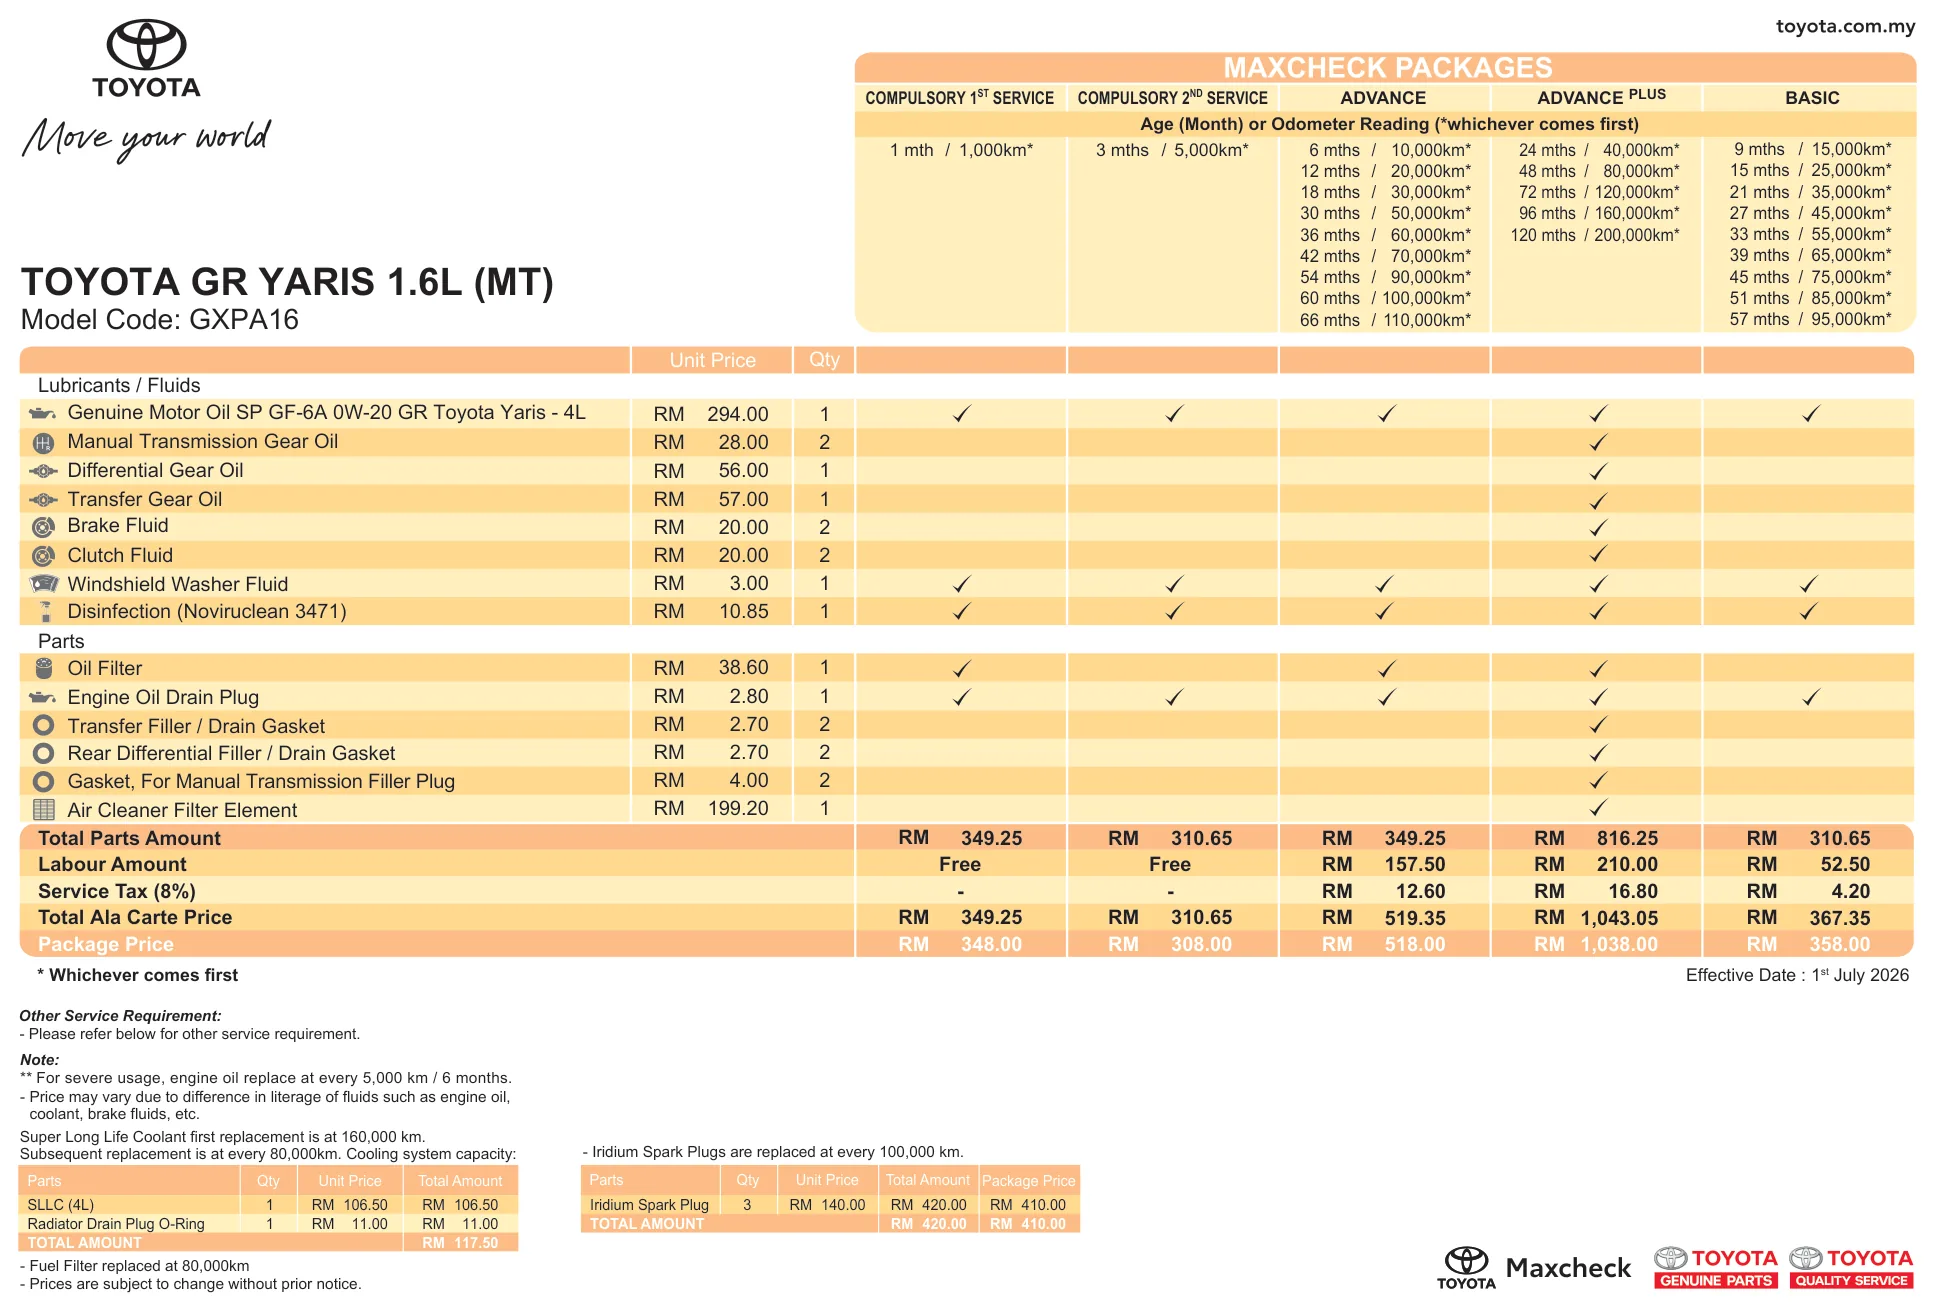 TOYOTA
Move your world
toyota.com.my
MAXCHECK PACKAGES
COMPULSORY 1ST SERVICE COMPULSORY 2ND SERVICE ADVANCE ADVANCE PLUS BASIC
Age (Month) or Odometer Reading (*whichever comes first)
1 mth / 1,000km* 3 mths / 5,000km* 6 mths / 10,000km* 24 mths / 40,000km* 9 mths / 15,000km*
12 mths / 20,000km* 48 mths / 80,000km* 15 mths / 25,000km*
18 mths / 30,000km* 72 mths / 120,000km* 21 mths / 35,000km*
30 mths / 50,000km* 96 mths / 160,000km* 27 mths / 45,000km*
36 mths / 60,000km* 120 mths / 200,000km* 33 mths / 55,000km*
42 mths / 70,000km* 39 mths / 65,000km*
54 mths / 90,000km* 45 mths / 75,000km*
60 mths / 100,000km* 51 mths / 85,000km*
66 mths / 110,000km* 57 mths / 95,000km*
TOYOTA GR YARIS 1.6L (MT)
Model Code: GXPA16
Unit Price Qty
Lubricants / Fluids
Genuine Motor Oil SP GF-6A 0W-20 GR Toyota Yaris - 4L RM 294.00 1 ✓ ✓ ✓ ✓ ✓
Manual Transmission Gear Oil RM 28.00 2 ✓
Differential Gear Oil RM 56.00 1 ✓
Transfer Gear Oil RM 57.00 1 ✓
Brake Fluid RM 20.00 2 ✓
Clutch Fluid RM 20.00 2 ✓
Windshield Washer Fluid RM 3.00 1 ✓ ✓ ✓ ✓ ✓
Disinfection (Noviruclean 3471) RM 10.85 1 ✓ ✓ ✓ ✓ ✓
Parts
Oil Filter RM 38.60 1 ✓ ✓ ✓
Engine Oil Drain Plug RM 2.80 1 ✓ ✓ ✓ ✓ ✓
Transfer Filler / Drain Gasket RM 2.70 2 ✓
Rear Differential Filler / Drain Gasket RM 2.70 2 ✓
Gasket, For Manual Transmission Filler Plug RM 4.00 2 ✓
Air Cleaner Filter Element RM 199.20 1 ✓
Total Parts Amount RM 349.25 RM 310.65 RM 349.25 RM 816.25 RM 310.65
Labour Amount Free Free RM 157.50 RM 210.00 RM 52.50
Service Tax (8%) - - RM 12.60 RM 16.80 RM 4.20
Total Ala Carte Price RM 349.25 RM 310.65 RM 519.35 RM 1,043.05 RM 367.35
Package Price RM 348.00 RM 308.00 RM 518.00 RM 1,038.00 RM 358.00
* Whichever comes first
Effective Date : 1st July 2026
Other Service Requirement:
- Please refer below for other service requirement.
Note:
** For severe usage, engine oil replace at every 5,000 km / 6 months.
- Price may vary due to difference in literage of fluids such as engine oil,
coolant, brake fluids, etc.
Super Long Life Coolant first replacement is at 160,000 km.
Subsequent replacement is at every 80,000km. Cooling system capacity:
Parts Qty Unit Price Total Amount
SLLC (4L) 1 RM 106.50 RM 106.50
Radiator Drain Plug O-Ring 1 RM 11.00 RM 11.00
TOTAL AMOUNT RM 117.50
- Fuel Filter replaced at 80,000km
- Prices are subject to change without prior notice.
- Iridium Spark Plugs are replaced at every 100,000 km.
Parts Qty Unit Price Total Amount Package Price
Iridium Spark Plug 3 RM 140.00 RM 420.00 RM 410.00
TOTAL AMOUNT RM 420.00 RM 410.00
TOYOTA
Maxcheck
TOYOTA
GENUINE PARTS
TOYOTA
QUALITY SERVICE